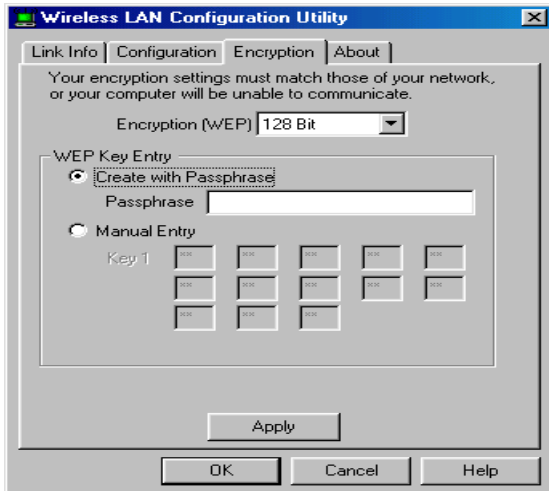 Wireless LAN Configuration Utility
Link Info Configuration Encryption About
Your encryption settings must match those of your network,
or your computer will be unable to communicate.
Encryption (WEP) 128 Bit
WEP Key Entry
Create with Passphrase
Passphrase
Manual Entry
Key 1 ** ** ** ** **
** ** ** ** **
** ** **
Apply
OK Cancel Help